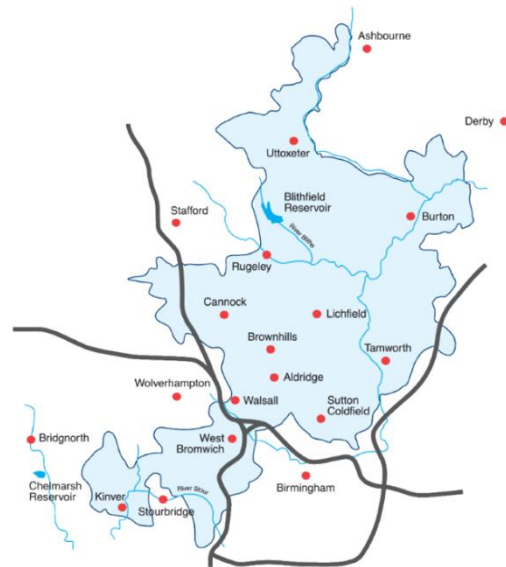 Ashbourne
Derby
Uttoxeter
Blithfield
Reservoir
Stafford
Burton
River Blithe
Rugeley
Cannock
Lichfield
Brownhills
Tamworth
Aldridge
Wolverhampton
Walsall
Sutton
Coldfield
Bridgnorth
West
Bromwich
Chelmarsh
Reservoir
Kinver
River Stour
Stourbridge
Birmingham